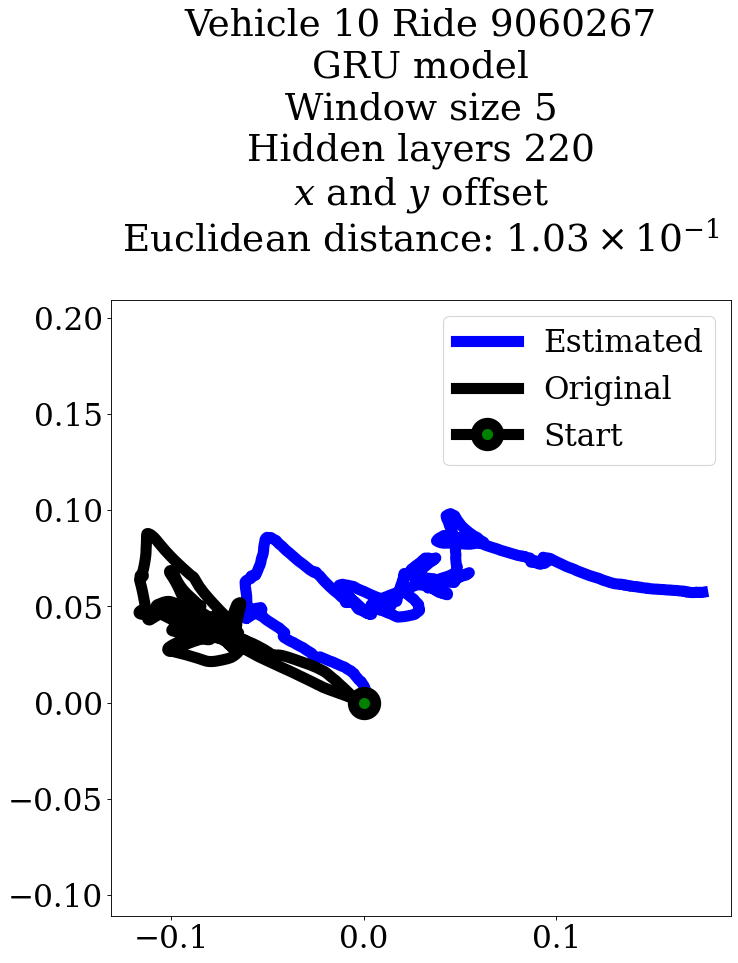 Vehicle 10 Ride 9060267
GRU model
Window size 5
Hidden layers 220
x and y offset
Euclidean distance: 1.03 × 10⁻¹
Estimated
Original
Start
0.20
0.15
0.10
0.05
0.00
−0.05
−0.10
−0.1 0.0 0.1